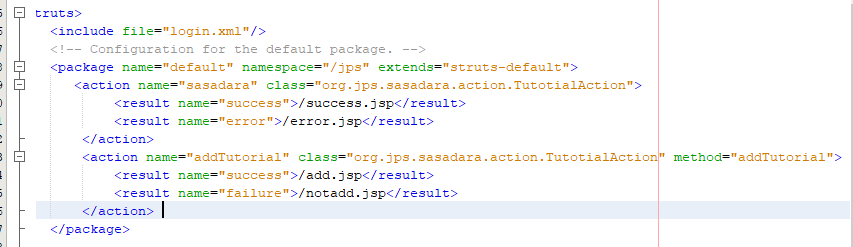 truts>
<include file="login.xml"/>
<!-- Configuration for the default package. -->
<package name="default" namespace="/jps" extends="struts-default">
<action name="sasadara" class="org.jps.sasadara.action.TutotialAction">
<result name="success">/success.jsp</result>
<result name="error">/error.jsp</result>
</action>
<action name="addTutorial" class="org.jps.sasadara.action.TutotialAction" method="addTutorial">
<result name="success">/add.jsp</result>
<result name="failure">/notadd.jsp</result>
</action>
</package>